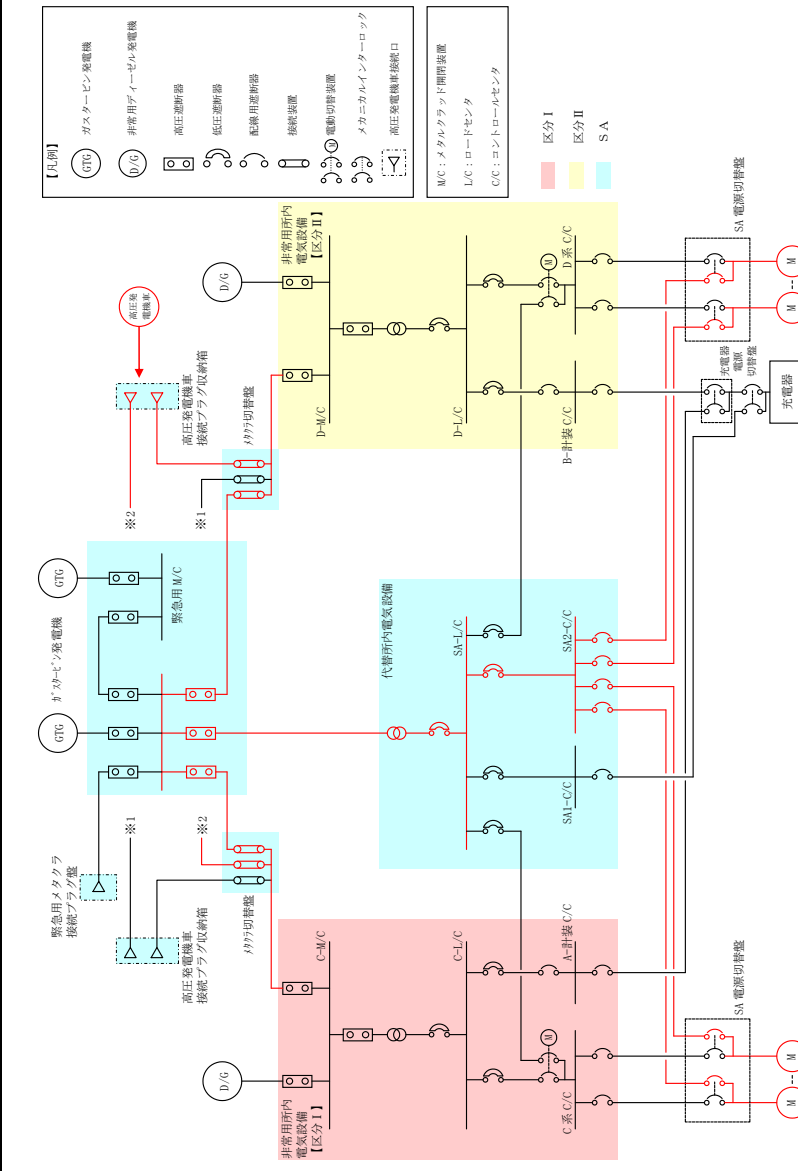 【凡例】
GTG
ガスタービン発電機
D/G
非常用ディーゼル発電機
高圧遮断器
低圧遮断器
配線用遮断器
接続装置
M
電動切替装置
メカニカルインターロック
高圧発電機車接続口
M/C：メタルクラッド開閉装置
L/C：ロードセンタ
C/C：コントロールセンタ
区分Ⅰ
区分Ⅱ
ＳＡ
緊急用メタクラ
接続プラグ盤
GTG
ｶﾞｽﾀｰﾋﾞﾝ発電機
GTG
緊急用 M/C
高圧発
電機車
高圧発電機車
接続プラグ収納箱
※1
※2
ﾒﾀｸﾗ切替盤
高圧発電機車
接続プラグ収納箱
※2
※1
ﾒﾀｸﾗ切替盤
D/G
非常用所内
電気設備
【区分Ⅰ】
C-M/C
C-L/C
M
C 系 C/C
A-計装 C/C
代替所内電気設備
SA-L/C
SA1-C/C
SA2-C/C
D/G
非常用所内
電気設備
【区分Ⅱ】
D-M/C
D-L/C
B-計装 C/C
M
D 系 C/C
SA 電源切替盤
M
M
充電器
電源
切替盤
充電器
SA 電源切替盤
M
M